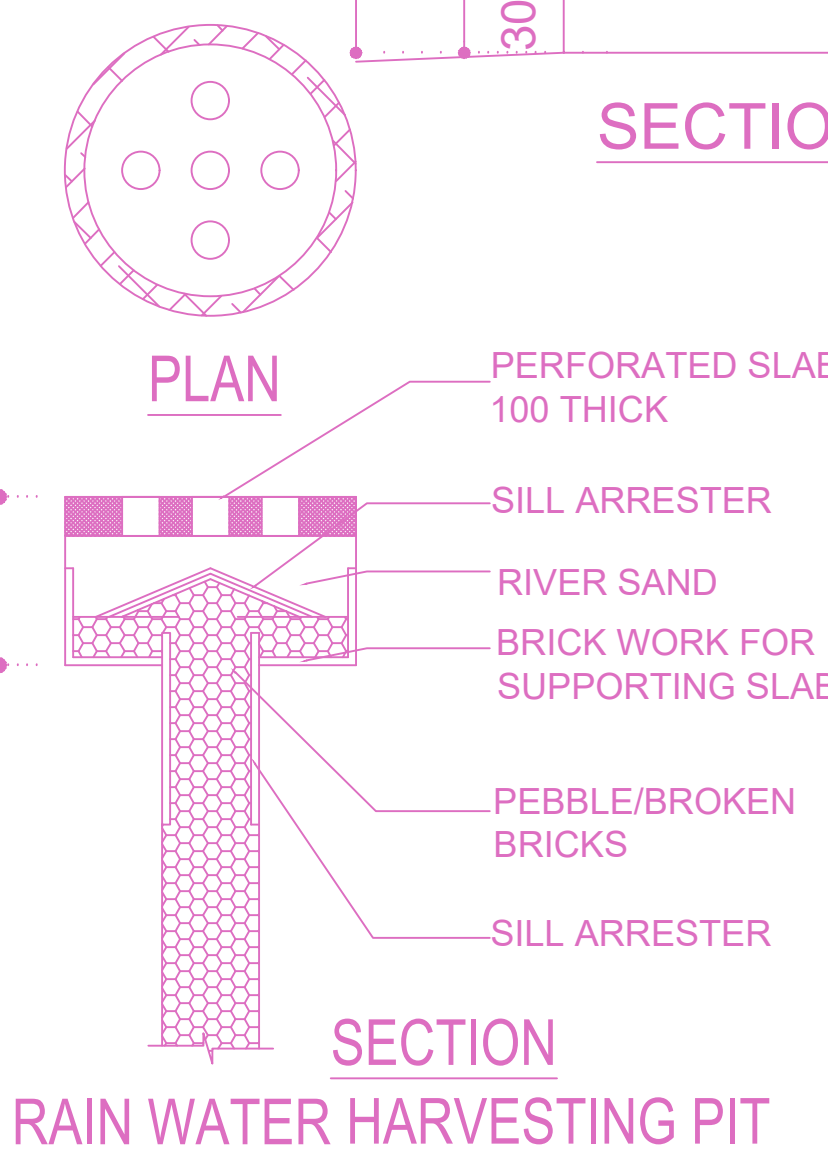 30
SECTIO
PLAN
PERFORATED SLAB
100 THICK
SILL ARRESTER
RIVER SAND
BRICK WORK FOR
SUPPORTING SLAB
PEBBLE/BROKEN
BRICKS
SILL ARRESTER
SECTION
RAIN WATER HARVESTING PIT